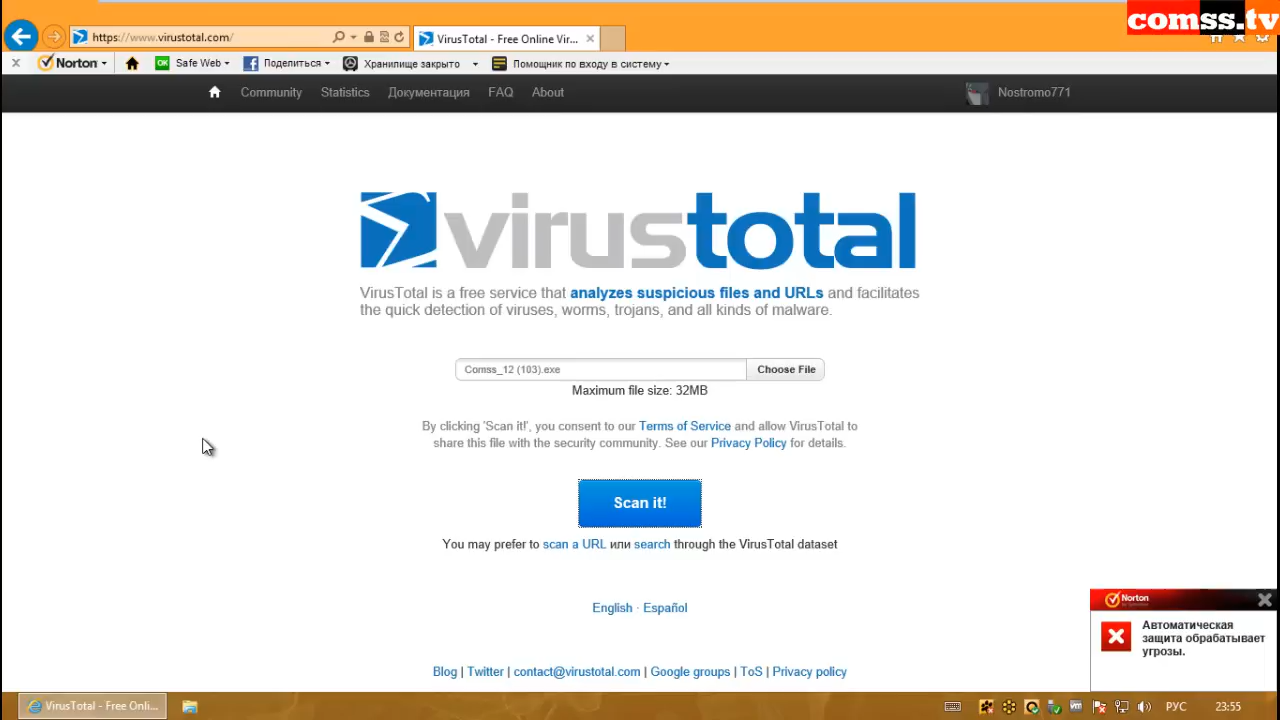 comss.tv
https://www.virustotal.com/
VirusTotal - Free Online Vir...
Norton
Safe Web
Поделиться
Хранилище закрыто
Помощник по входу в систему
Community
Statistics
Документация
FAQ
About
Nostromo771
virustotal
VirusTotal is a free service that analyzes suspicious files and URLs and facilitates
the quick detection of viruses, worms, trojans, and all kinds of malware.
Comss_12 (103).exe
Choose File
Maximum file size: 32MB
By clicking 'Scan it!', you consent to our Terms of Service and allow VirusTotal to
share this file with the security community. See our Privacy Policy for details.
Scan it!
You may prefer to scan a URL или search through the VirusTotal dataset
English · Español
Norton
Автоматическая
защита обрабатывает
угрозы.
Blog | Twitter | contact@virustotal.com | Google groups | ToS | Privacy policy
VirusTotal - Free Onli...
РУС
23:55